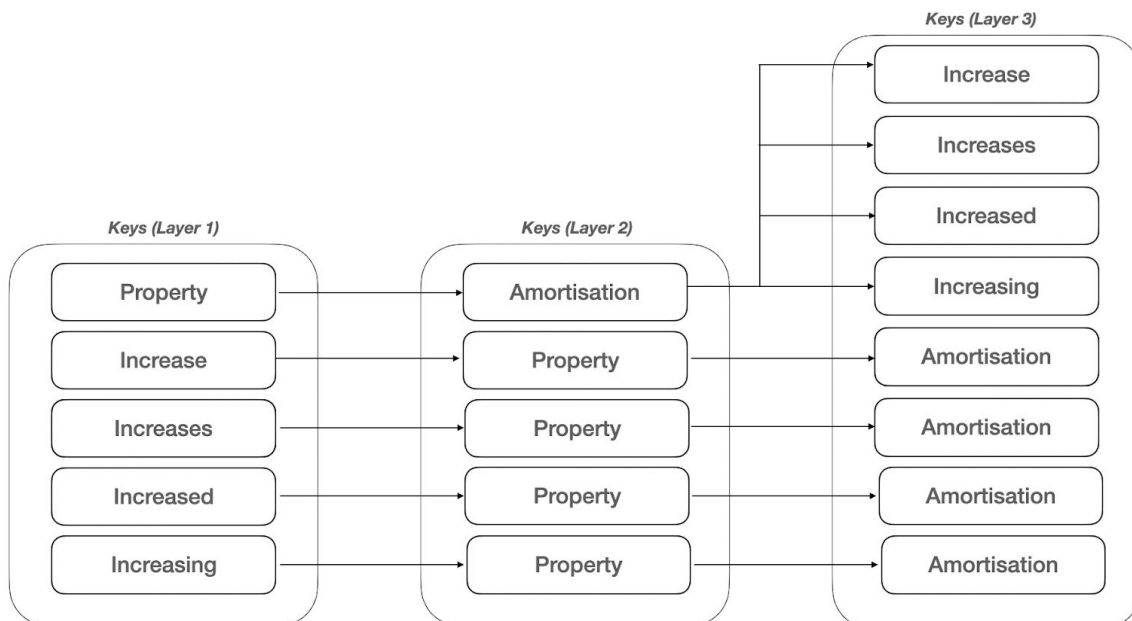 Keys (Layer 1)
Property
Increase
Increases
Increased
Increasing
Keys (Layer 2)
Amortisation
Property
Property
Property
Property
Keys (Layer 3)
Increase
Increases
Increased
Increasing
Amortisation
Amortisation
Amortisation
Amortisation